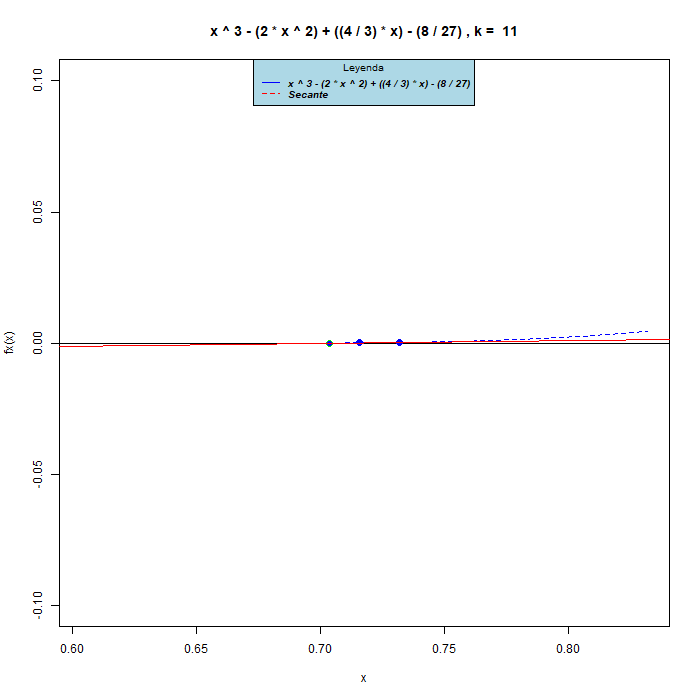 x ^ 3 - (2 * x ^ 2) + ((4 / 3) * x) - (8 / 27) , k = 11
Leyenda
x ^ 3 - (2 * x ^ 2) + ((4 / 3) * x) - (8 / 27)
Secante
0.10
0.05
0.00
-0.05
-0.10
fx(x)
0.60 0.65 0.70 0.75 0.80
x